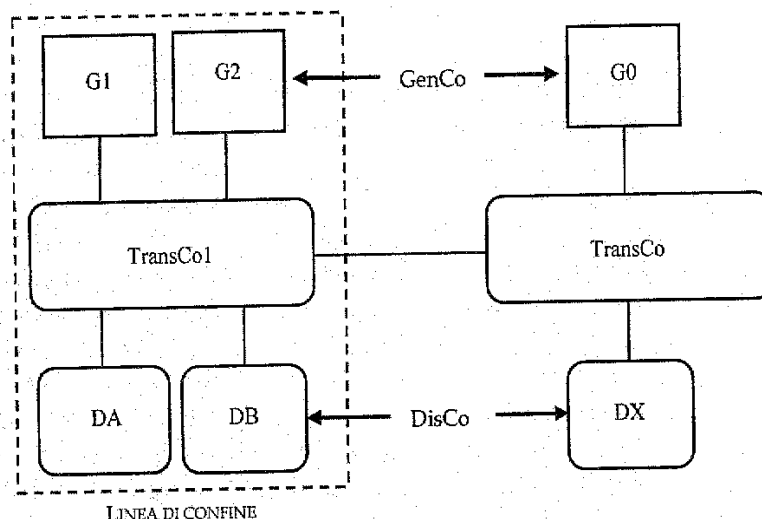 G1
G2
GenCo
G0
TransCo1
TransCo
DA
DB
DisCo
DX
LINEA DI CONFINE